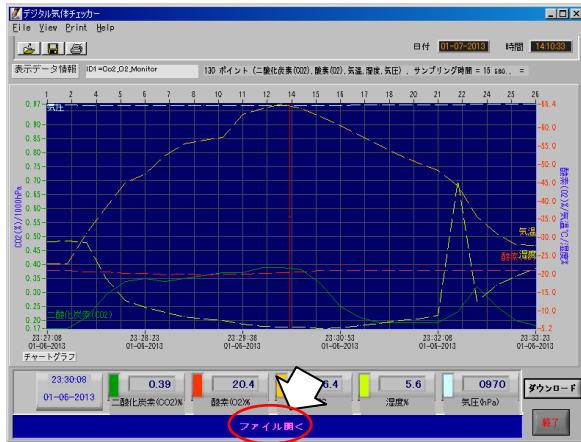 デジタル気体チェッカー
File View Print Help
日付 01-07-2013 時間 14:10:33
表示データ情報 ID1=Co2,O2,Monitor 130 ポイント (二酸化炭素(CO2),酸素(O2),気温,湿度,気圧) , サンプリング時間 = 15 sec., =
1 2 4 5 6 7 8 10 11 12 13 14 15 16 18 19 20 21 22 24 25 26
気圧
0.97
0.90
0.85
0.80
0.75
0.70
0.65
0.60
0.55
0.50
0.45
0.40
0.35
0.30
0.25
0.20
0.17
CO2(%)/1000hPa
-65.4
-60.0
-55.0
-50.0
-45.0
-40.0
-35.0
-30.0
-25.0
-20.0
-15.0
-10.0
-5.2
酸素(O2)%/気温℃/湿度%
気温
酸素 湿度
二酸化炭素(CO2)
23:27:08 23:28:23 23:29:38 23:30:53 23:32:08 23:33:23
01-06-2013 01-06-2013 01-06-2013 01-06-2013 01-06-2013 01-06-2013
チャートグラフ
23:30:08
01-06-2013
0.39
二酸化炭素(CO2)%
20.4
酸素(O2)%
6.4
℃
5.6
湿度%
0970
気圧(hPa)
ダウンロード
ファイル開く
終了